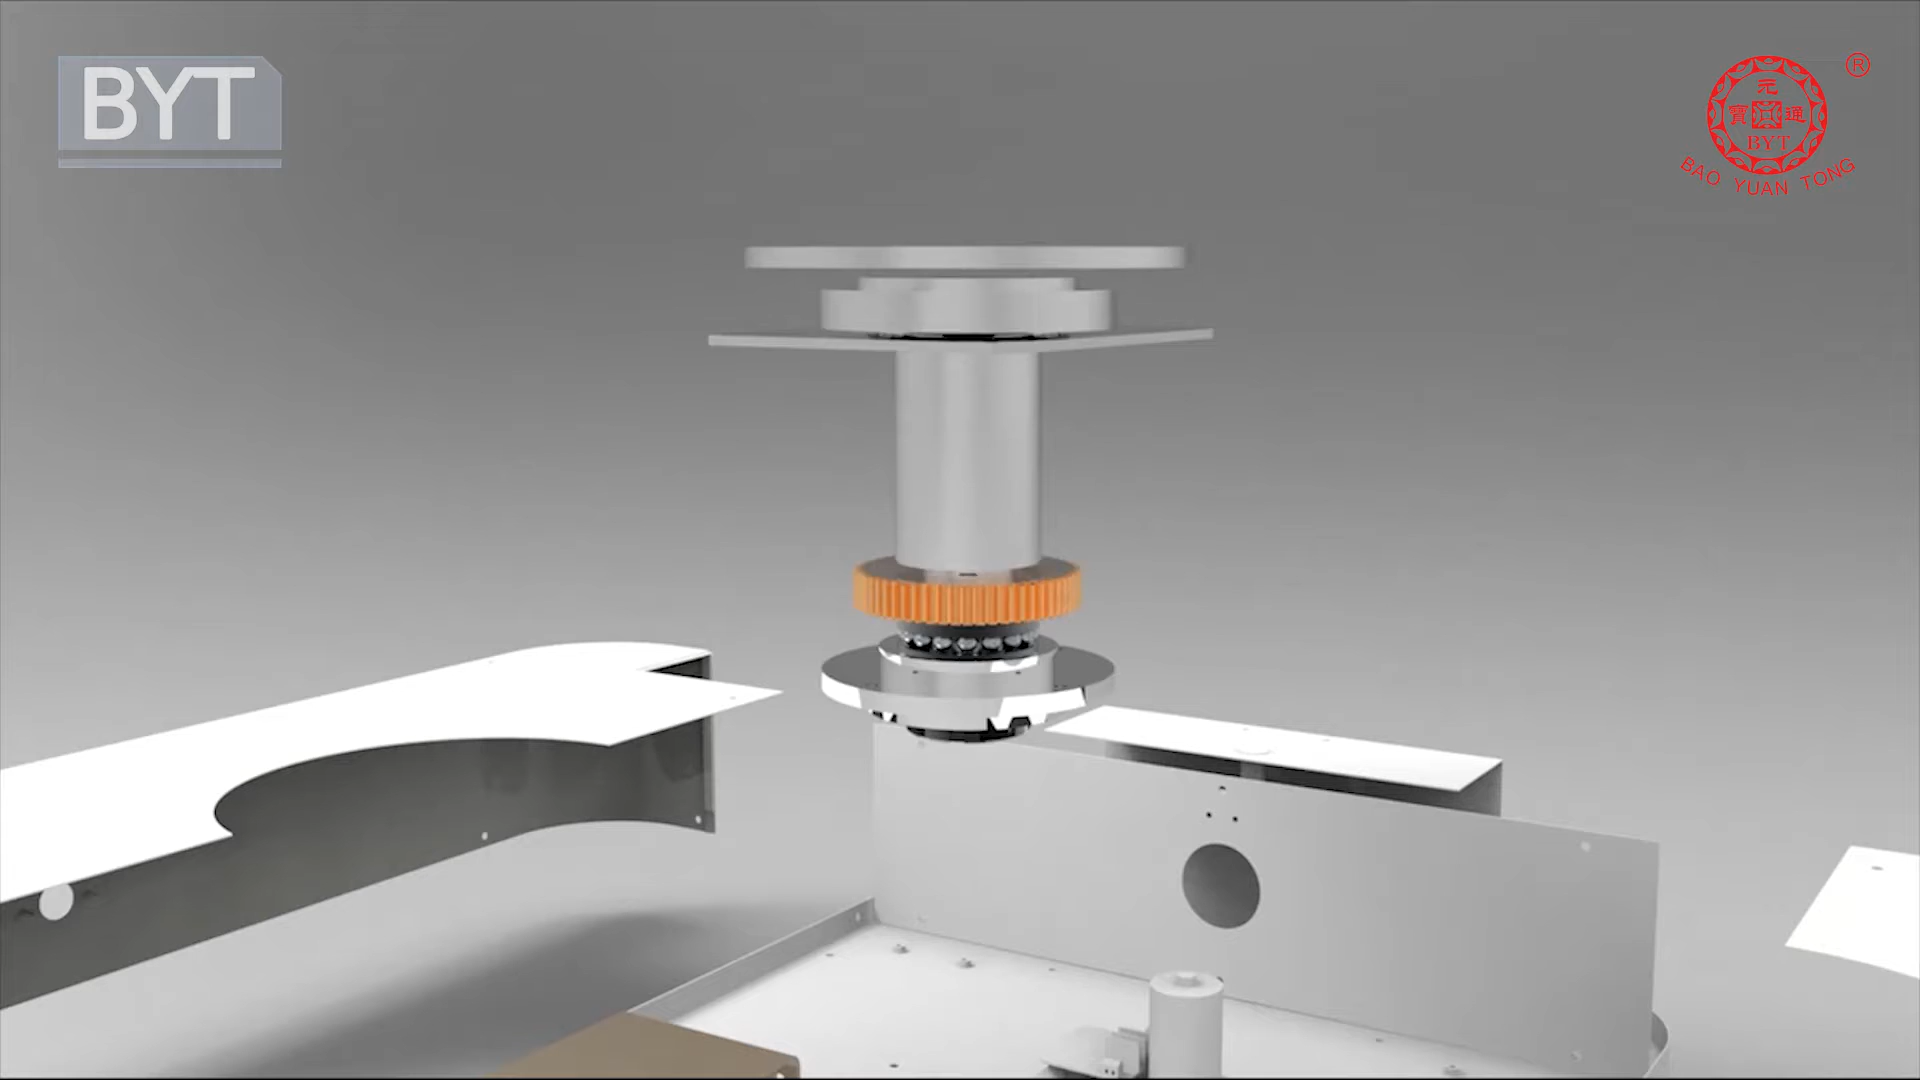 BYT
®
元
寶 通
BYT
BAO YUAN TONG